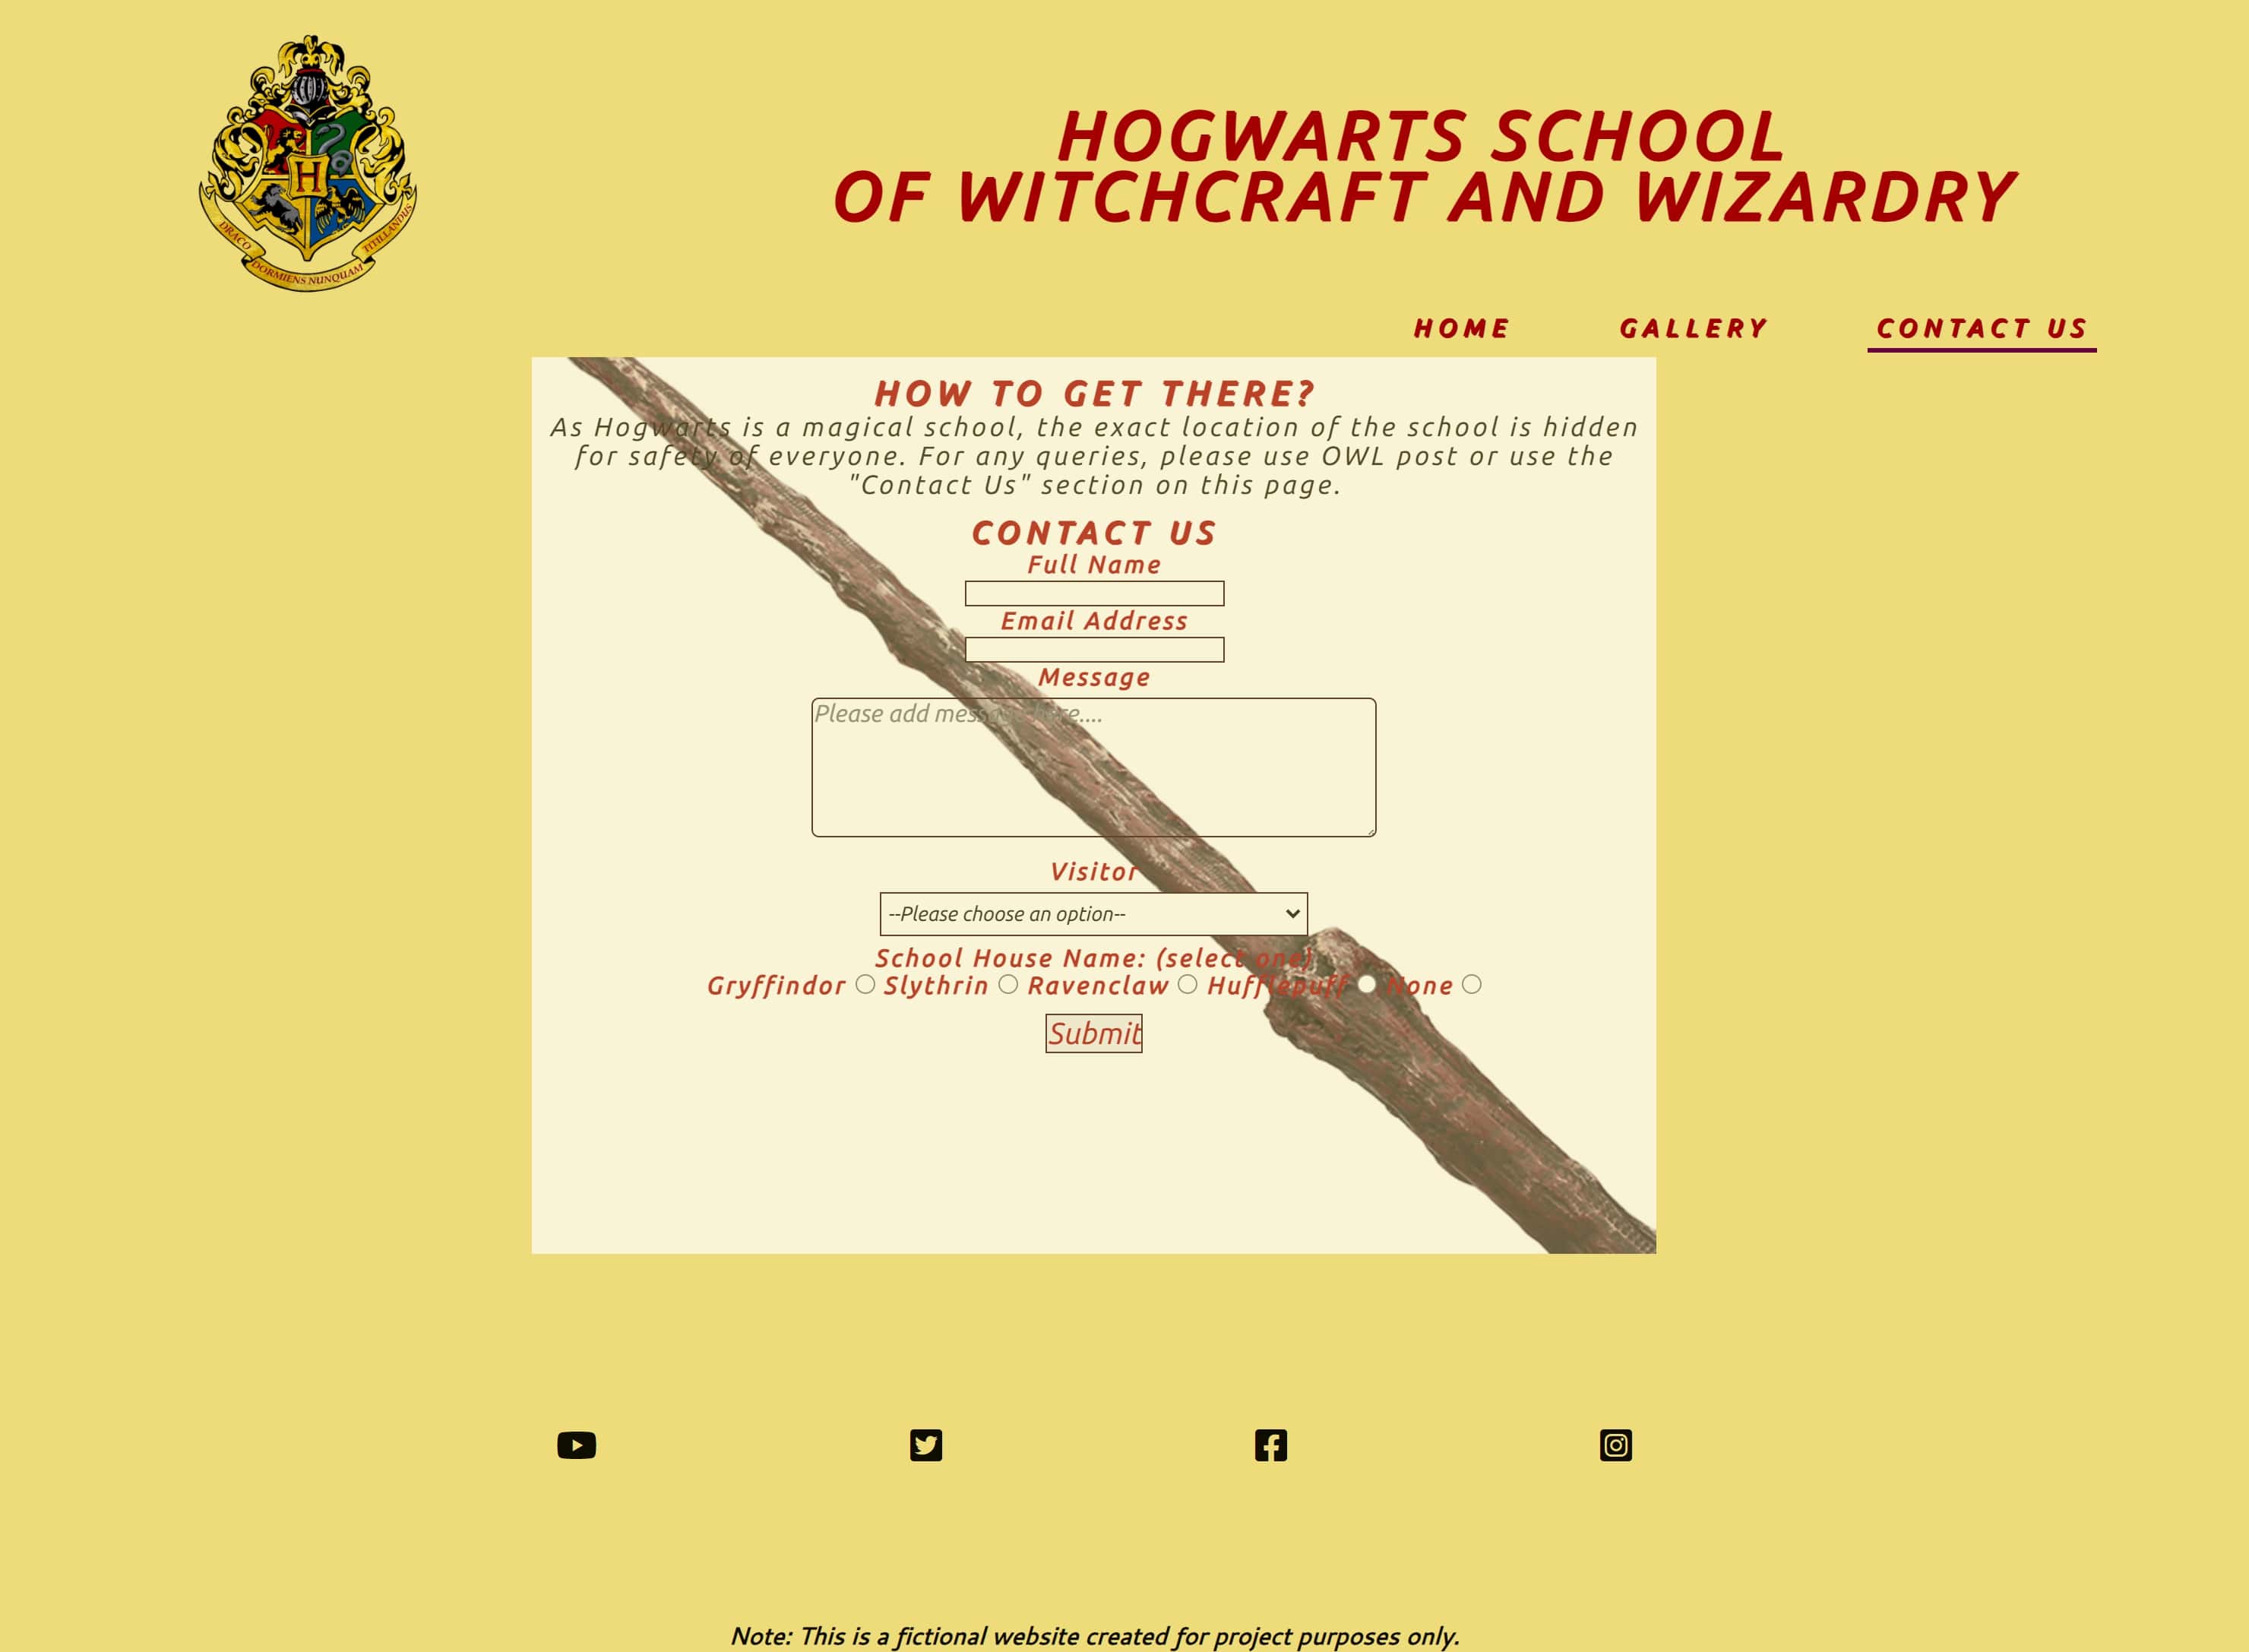 HOGWARTS SCHOOL
OF WITCHCRAFT AND WIZARDRY
H
DRACO
DORMIENS NUNQUAM
TITILLANDUS
HOME GALLERY CONTACT US
HOW TO GET THERE?
As Hogwarts is a magical school, the exact location of the school is hidden
for safety of everyone. For any queries, please use OWL post or use the
"Contact Us" section on this page.
CONTACT US
Full Name
Email Address
Message
Please add message here....
Visitor
--Please choose an option--
School House Name: (select one)
Gryffindor Slythrin Ravenclaw Hufflepuff None
Submit
Note: This is a fictional website created for project purposes only.